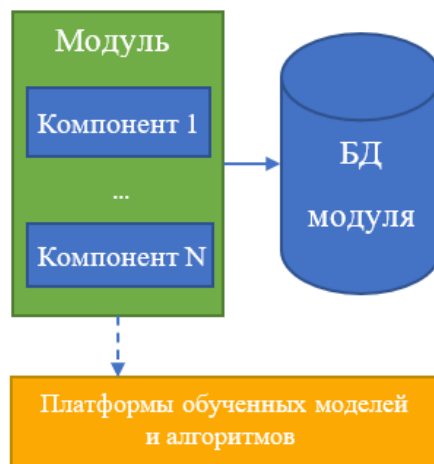 Модуль
Компонент 1
...
Компонент N
БД
модуля
Платформы обученных моделей
и алгоритмов